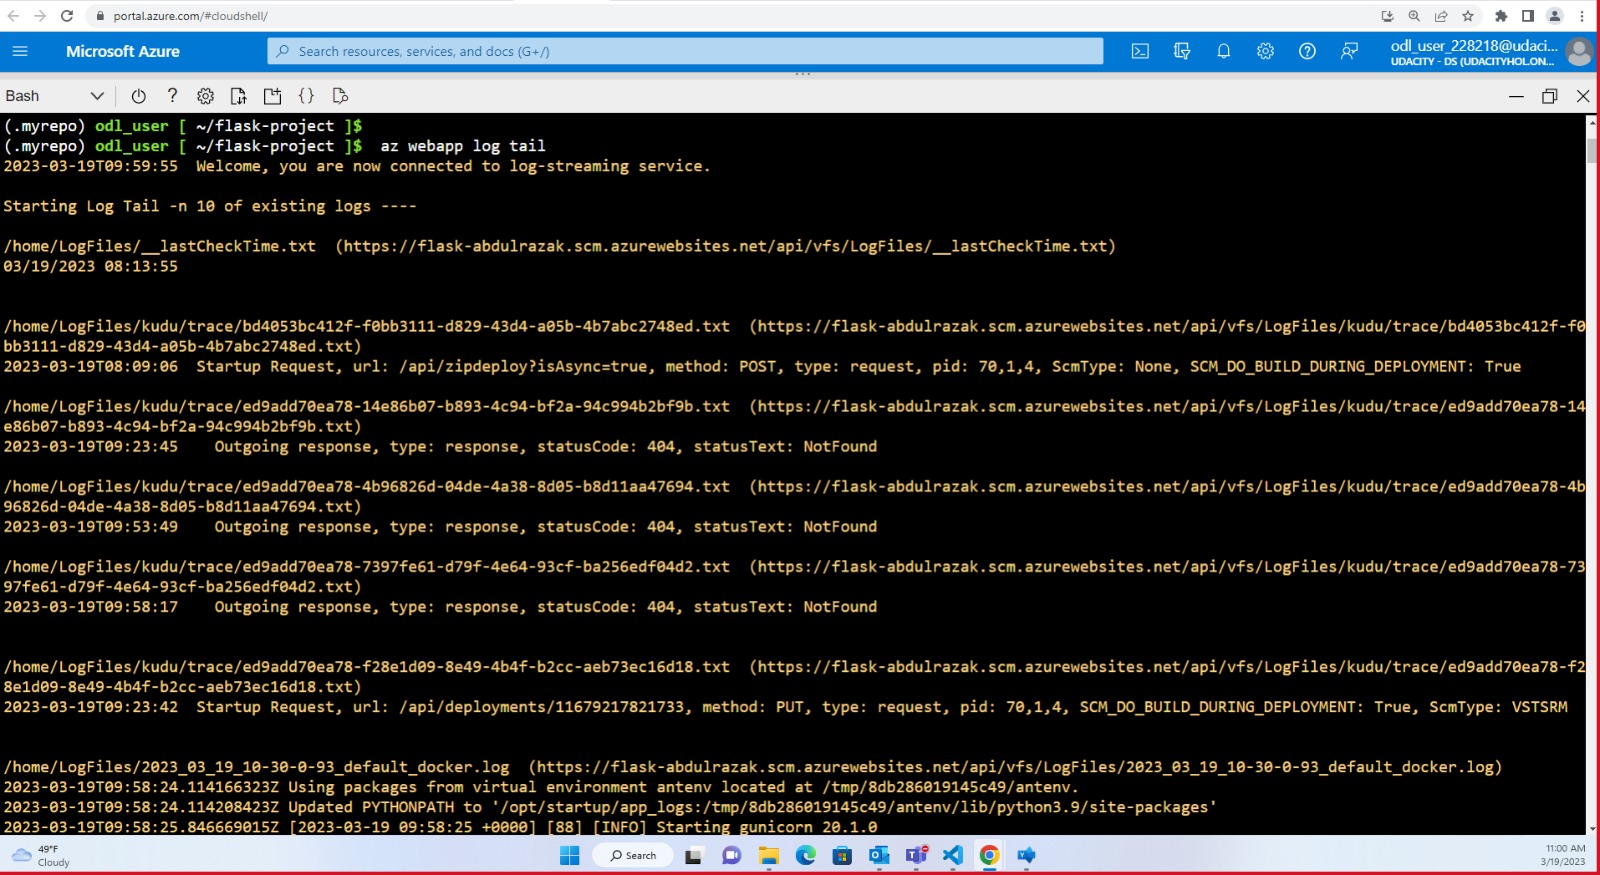 portal.azure.com/#cloudshell/
Microsoft Azure
Search resources, services, and docs (G+/)
odl_user_228218@udaci...
UDACITY - DS (UDACITYHOL.ON...
Bash
(.myrepo) odl_user [ ~/flask-project ]$
(.myrepo) odl_user [ ~/flask-project ]$  az webapp log tail
2023-03-19T09:59:55  Welcome, you are now connected to log-streaming service.
Starting Log Tail -n 10 of existing logs ----
/home/LogFiles/__lastCheckTime.txt  (https://flask-abdulrazak.scm.azurewebsites.net/api/vfs/LogFiles/__lastCheckTime.txt)
03/19/2023 08:13:55
/home/LogFiles/kudu/trace/bd4053bc412f-f0bb3111-d829-43d4-a05b-4b7abc2748ed.txt  (https://flask-abdulrazak.scm.azurewebsites.net/api/vfs/LogFiles/kudu/trace/bd4053bc412f-f0
bb3111-d829-43d4-a05b-4b7abc2748ed.txt)
2023-03-19T08:09:06  Startup Request, url: /api/zipdeploy?isAsync=true, method: POST, type: request, pid: 70,1,4, ScmType: None, SCM_DO_BUILD_DURING_DEPLOYMENT: True
/home/LogFiles/kudu/trace/ed9add70ea78-14e86b07-b893-4c94-bf2a-94c994b2bf9b.txt  (https://flask-abdulrazak.scm.azurewebsites.net/api/vfs/LogFiles/kudu/trace/ed9add70ea78-14
e86b07-b893-4c94-bf2a-94c994b2bf9b.txt)
2023-03-19T09:23:45    Outgoing response, type: response, statusCode: 404, statusText: NotFound
/home/LogFiles/kudu/trace/ed9add70ea78-4b96826d-04de-4a38-8d05-b8d11aa47694.txt  (https://flask-abdulrazak.scm.azurewebsites.net/api/vfs/LogFiles/kudu/trace/ed9add70ea78-4b
96826d-04de-4a38-8d05-b8d11aa47694.txt)
2023-03-19T09:53:49    Outgoing response, type: response, statusCode: 404, statusText: NotFound
/home/LogFiles/kudu/trace/ed9add70ea78-7397fe61-d79f-4e64-93cf-ba256edf04d2.txt  (https://flask-abdulrazak.scm.azurewebsites.net/api/vfs/LogFiles/kudu/trace/ed9add70ea78-73
97fe61-d79f-4e64-93cf-ba256edf04d2.txt)
2023-03-19T09:58:17    Outgoing response, type: response, statusCode: 404, statusText: NotFound
/home/LogFiles/kudu/trace/ed9add70ea78-f28e1d09-8e49-4b4f-b2cc-aeb73ec16d18.txt  (https://flask-abdulrazak.scm.azurewebsites.net/api/vfs/LogFiles/kudu/trace/ed9add70ea78-f2
8e1d09-8e49-4b4f-b2cc-aeb73ec16d18.txt)
2023-03-19T09:23:42  Startup Request, url: /api/deployments/11679217821733, method: PUT, type: request, pid: 70,1,4, SCM_DO_BUILD_DURING_DEPLOYMENT: True, ScmType: VSTSRM
/home/LogFiles/2023_03_19_10-30-0-93_default_docker.log  (https://flask-abdulrazak.scm.azurewebsites.net/api/vfs/LogFiles/2023_03_19_10-30-0-93_default_docker.log)
2023-03-19T09:58:24.114166323Z Using packages from virtual environment antenv located at /tmp/8db286019145c49/antenv.
2023-03-19T09:58:24.114208423Z Updated PYTHONPATH to '/opt/startup/app_logs:/tmp/8db286019145c49/antenv/lib/python3.9/site-packages'
2023-03-19T09:58:25.846669015Z [2023-03-19 09:58:25 +0000] [88] [INFO] Starting gunicorn 20.1.0
49°F
Cloudy
Search
11:00 AM
3/19/2023